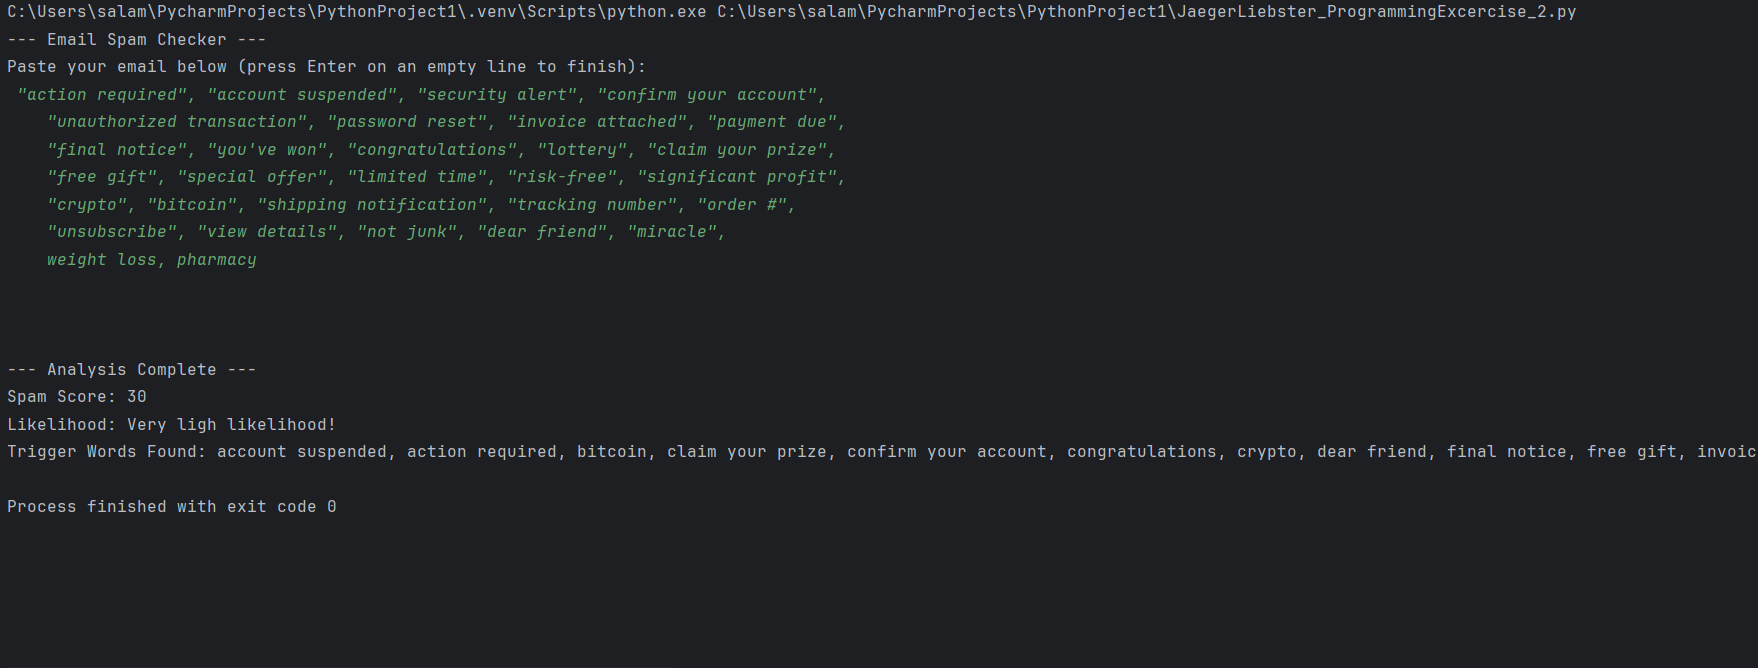 C:\Users\salam\PycharmProjects\PythonProject1\.venv\Scripts\python.exe C:\Users\salam\PycharmProjects\PythonProject1\JaegerLiebster_ProgrammingExcercise_2.py
--- Email Spam Checker ---
Paste your email below (press Enter on an empty line to finish):
"action required", "account suspended", "security alert", "confirm your account",
"unauthorized transaction", "password reset", "invoice attached", "payment due",
"final notice", "you've won", "congratulations", "lottery", "claim your prize",
"free gift", "special offer", "limited time", "risk-free", "significant profit",
"crypto", "bitcoin", "shipping notification", "tracking number", "order #",
"unsubscribe", "view details", "not junk", "dear friend", "miracle",
weight loss, pharmacy
--- Analysis Complete ---
Spam Score: 30
Likelihood: Very ligh likelihood!
Trigger Words Found: account suspended, action required, bitcoin, claim your prize, confirm your account, congratulations, crypto, dear friend, final notice, free gift, invoic
Process finished with exit code 0